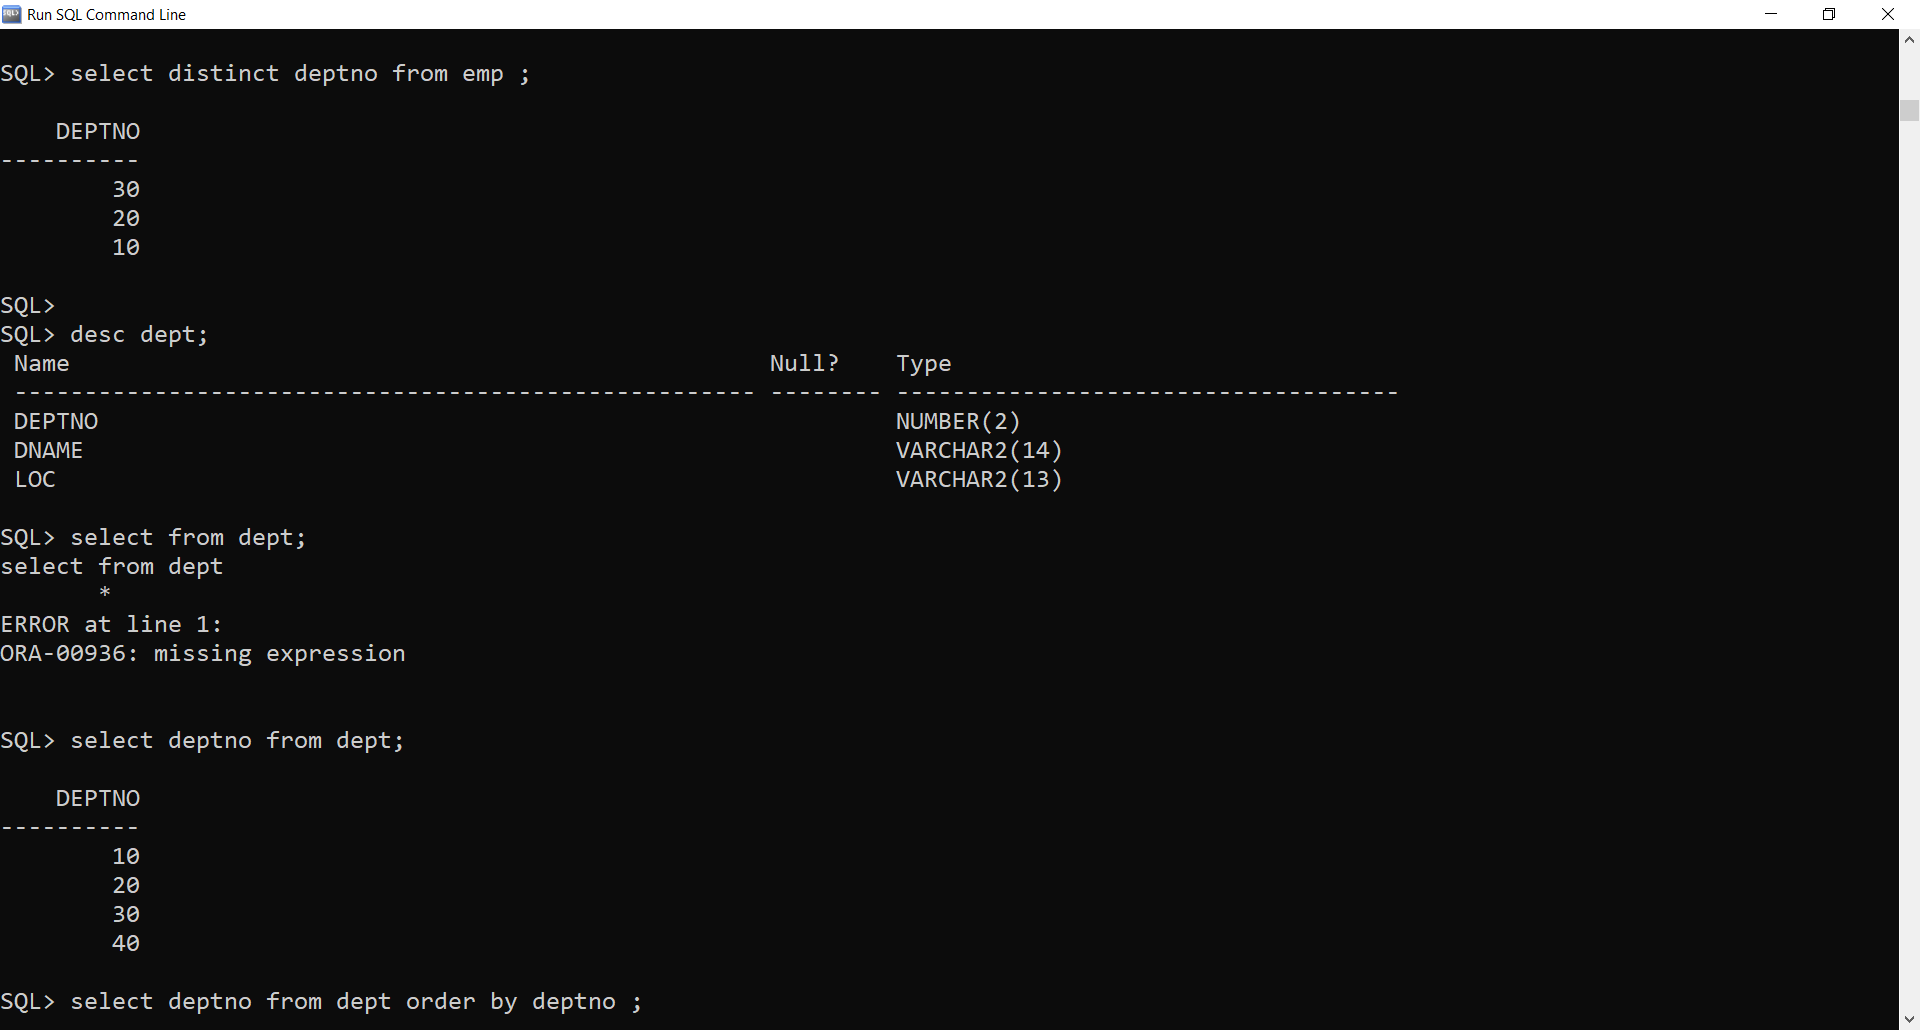 Run SQL Command Line
SQL> select distinct deptno from emp ;
    DEPTNO
----------
        30
        20
        10
SQL>
SQL> desc dept;
 Name                                                  Null?    Type
 ----------------------------------------------------- -------- ------------------------------------
 DEPTNO                                                         NUMBER(2)
 DNAME                                                          VARCHAR2(14)
 LOC                                                            VARCHAR2(13)
SQL> select from dept;
select from dept
       *
ERROR at line 1:
ORA-00936: missing expression
SQL> select deptno from dept;
    DEPTNO
----------
        10
        20
        30
        40
SQL> select deptno from dept order by deptno ;